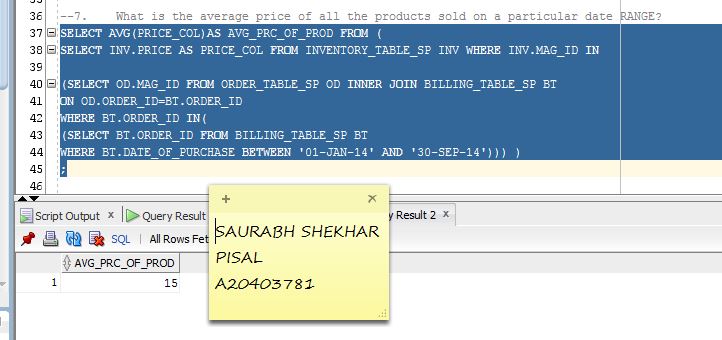 35
36 --7. What is the average price of all the products sold on a particular date RANGE?
37 SELECT AVG(PRICE_COL)AS AVG_PRC_OF_PROD FROM (
38 SELECT INV.PRICE AS PRICE_COL FROM INVENTORY_TABLE_SP INV WHERE INV.MAG_ID IN
39
40 (SELECT OD.MAG_ID FROM ORDER_TABLE_SP OD INNER JOIN BILLING_TABLE_SP BT
41 ON OD.ORDER_ID=BT.ORDER_ID
42 WHERE BT.ORDER_ID IN(
43 (SELECT BT.ORDER_ID FROM BILLING_TABLE_SP BT
44 WHERE BT.DATE_OF_PURCHASE BETWEEN '01-JAN-14' AND '30-SEP-14'))) )
45 ;
46
Script Output x Query Result y Result 2 x
SQL All Rows Fet
AVG_PRC_OF_PROD
1 15
SAURABH SHEKHAR
PISAL
A20403781